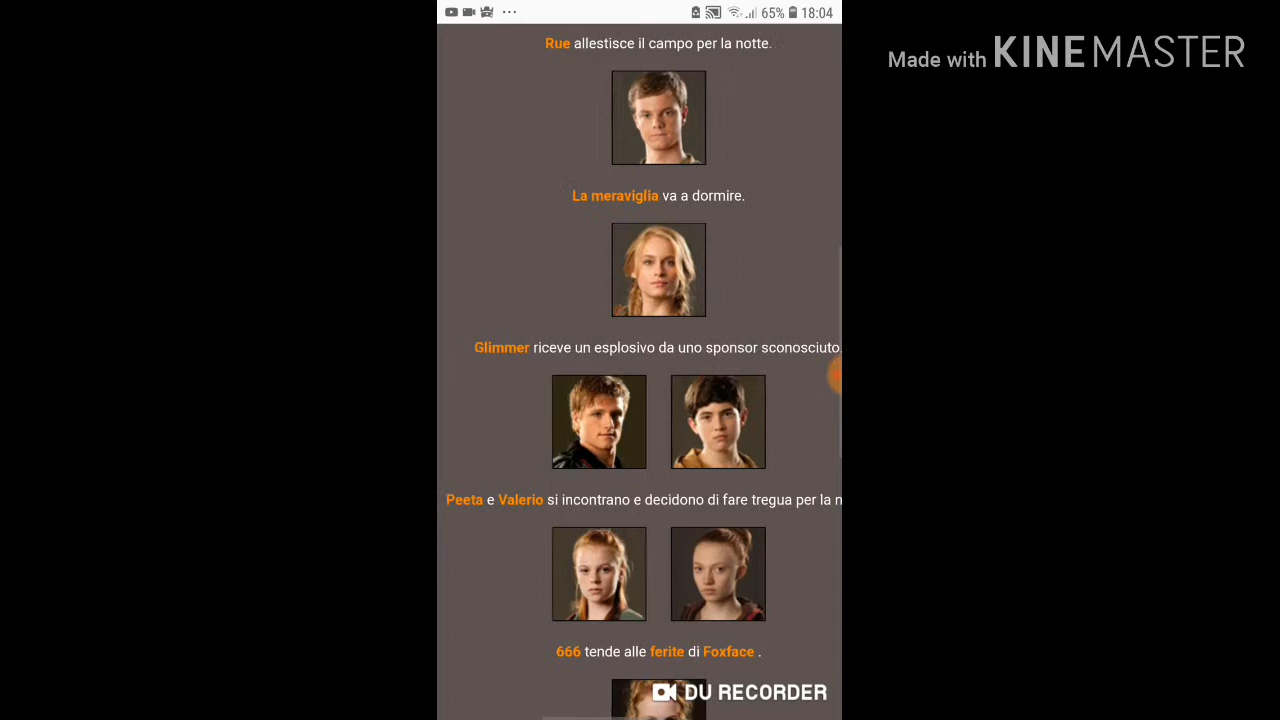 65% 18:04
Made with KINEMASTER
Rue allestisce il campo per la notte.
La meraviglia va a dormire.
Glimmer riceve un esplosivo da uno sponsor sconosciuto.
Peeta e Valerio si incontrano e decidono di fare tregua per la n
666 tende alle ferite di Foxface .
DU RECORDER